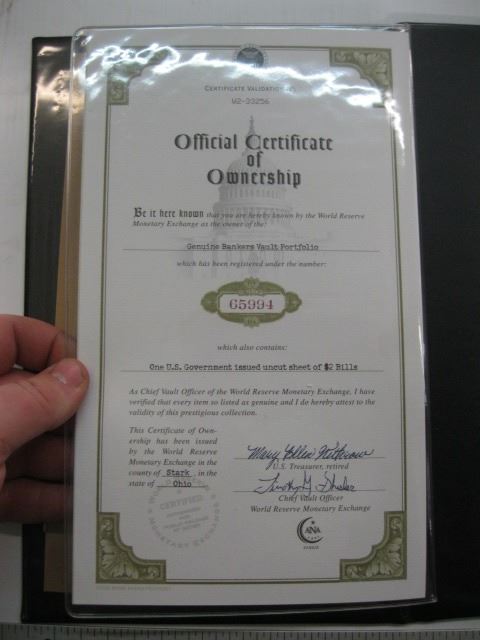 CERTIFICATE VALIDATION
W2-33256
Official Certificate
of
Ownership
Be it here known that you are hereby known by the World Reserve
Monetary Exchange as the owner of the:
Genuine Bankers Vault Portfolio
which has been registered under the number:
65994
which also contains:
One U.S. Government issued uncut sheet of $2 Bills
As Chief Vault Officer of the World Reserve Monetary Exchange, I have
verified that every item so listed as genuine and I do hereby attest to the
validity of this prestigious collection.
This Certificate of Own-
ership has been issued
by the World Reserve
Monetary Exchange in the
county of Stark, in the
state of Ohio
U.S. Treasurer, retired
Chief Vault Officer
World Reserve Monetary Exchange
CERTIFIED
MONETARY EXCHANGE
ANA